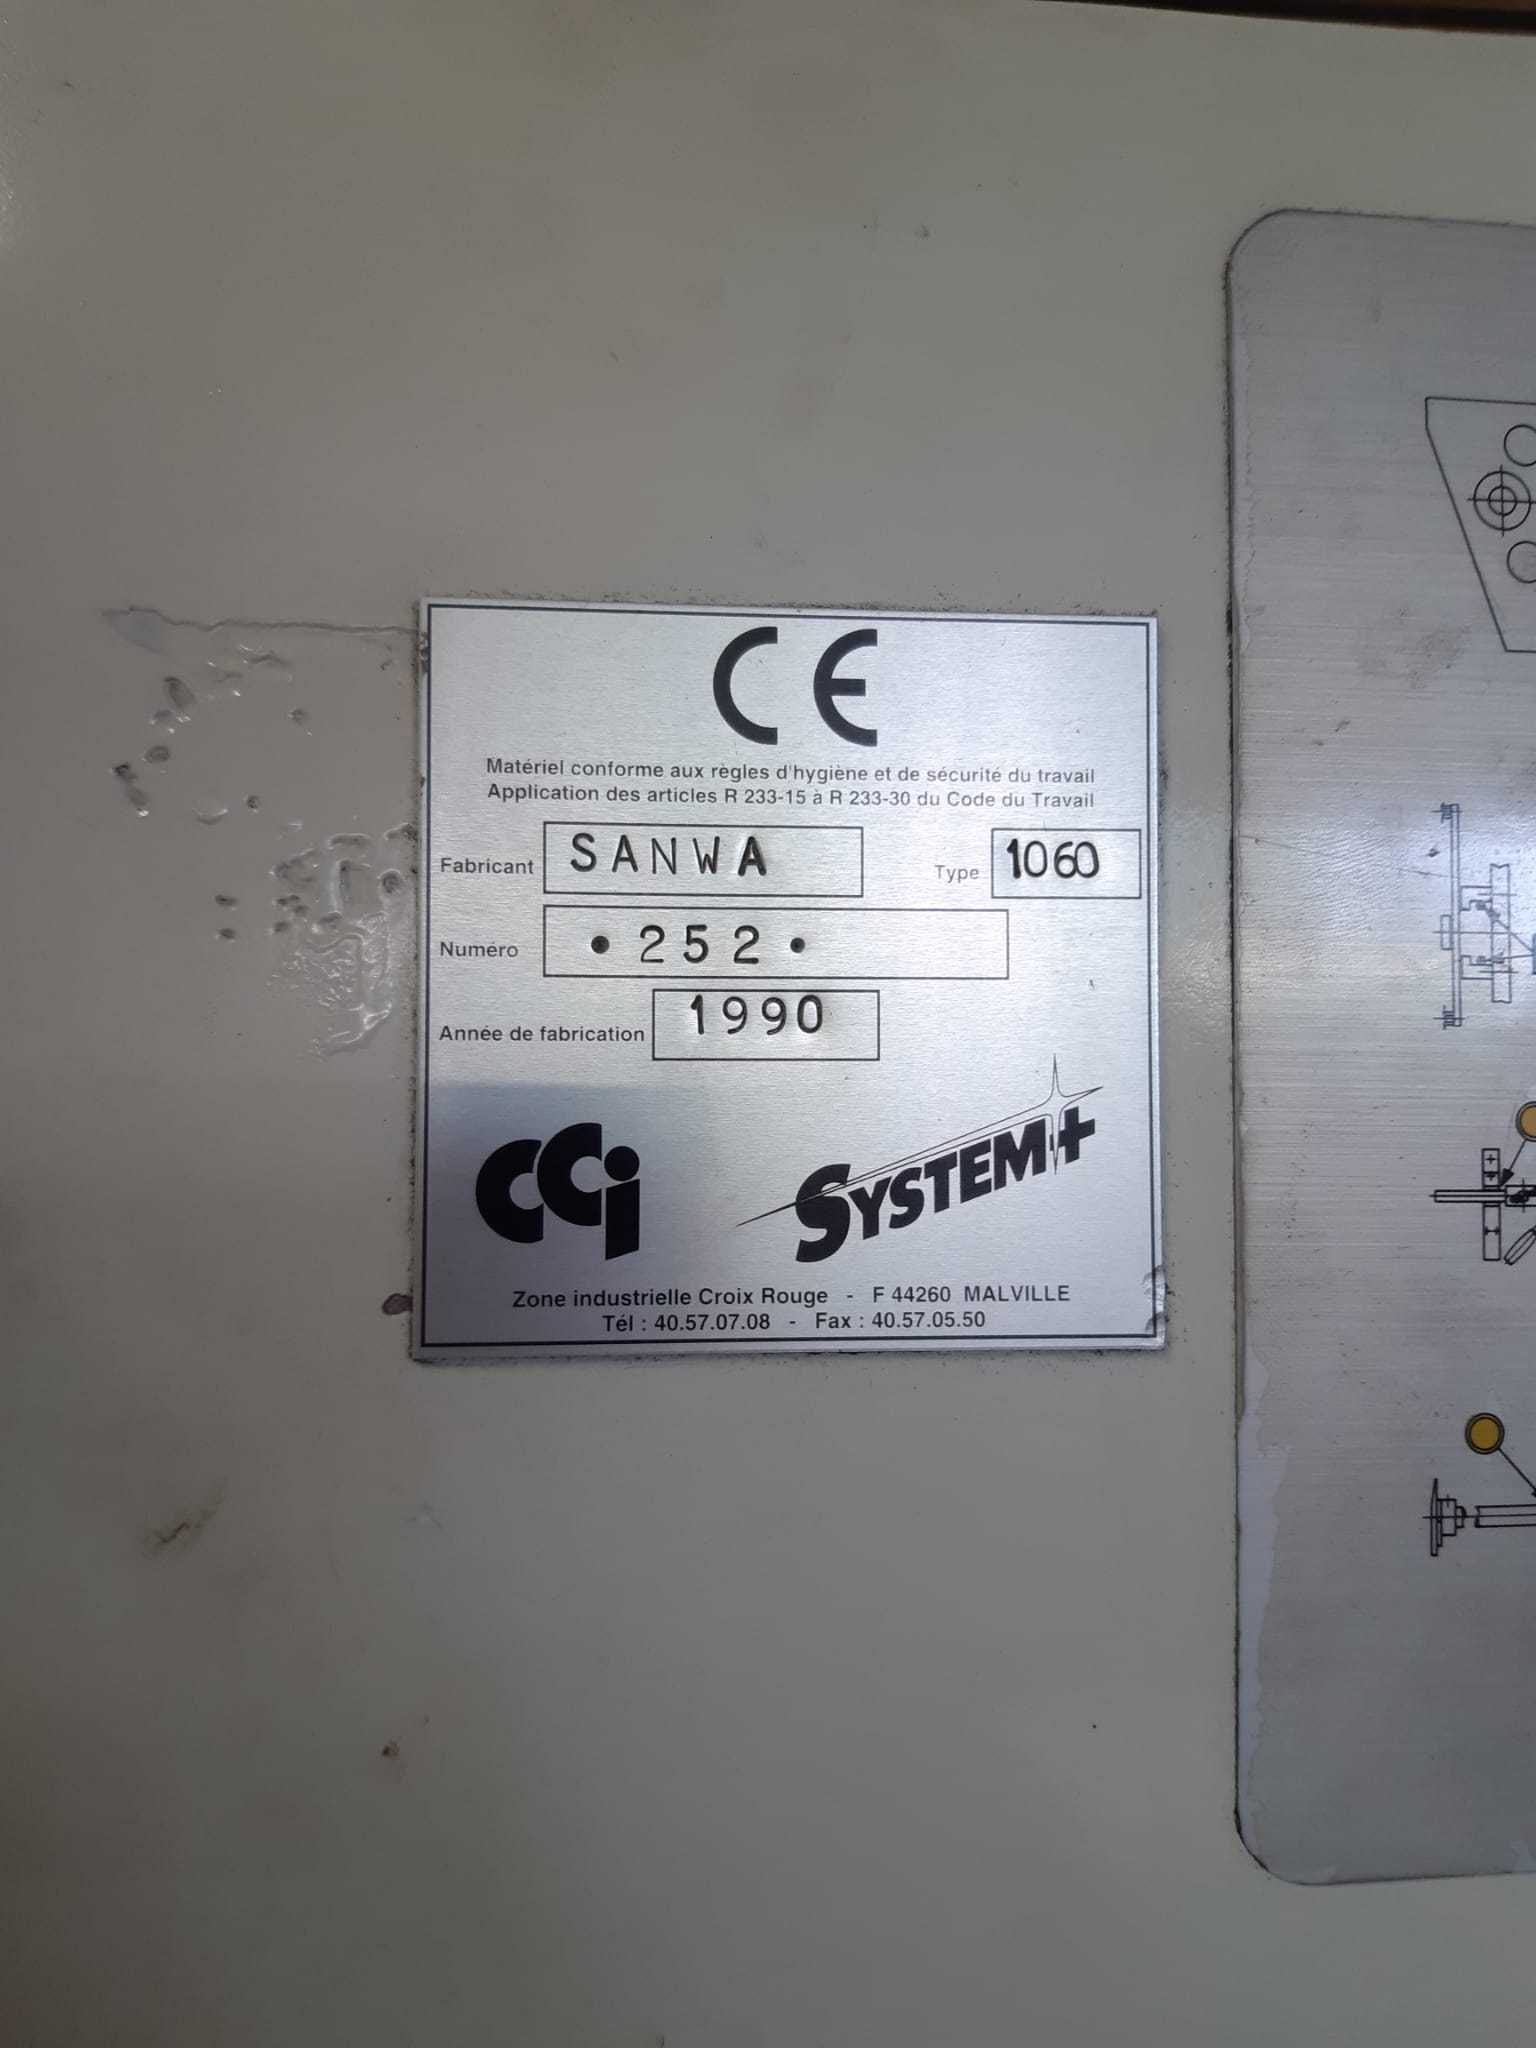 CE
Matériel conforme aux règles d'hygiène et de sécurité du travail
Application des articles R 233-15 à R 233-30 du Code du Travail
Fabricant SANWA Type 1060
Numéro • 252 •
Année de fabrication 1990
CCi SYSTEM+
Zone industrielle Croix Rouge - F 44260 MALVILLE
Tél : 40.57.07.08 - Fax : 40.57.05.50